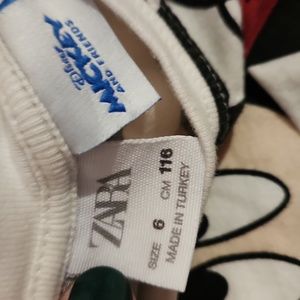 Disney
MICKEY
AND FRIENDS
ZARA
SIZE 6 CM 116
MADE IN TURKEY